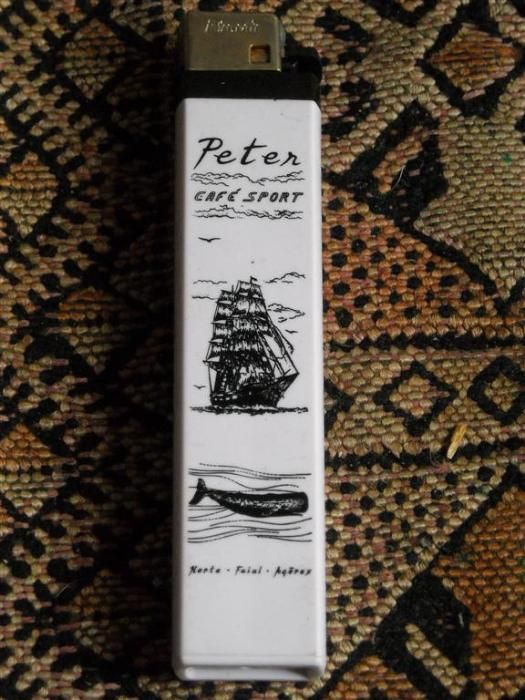 Peter
CAFÉ SPORT
Horta · Faial · Açores